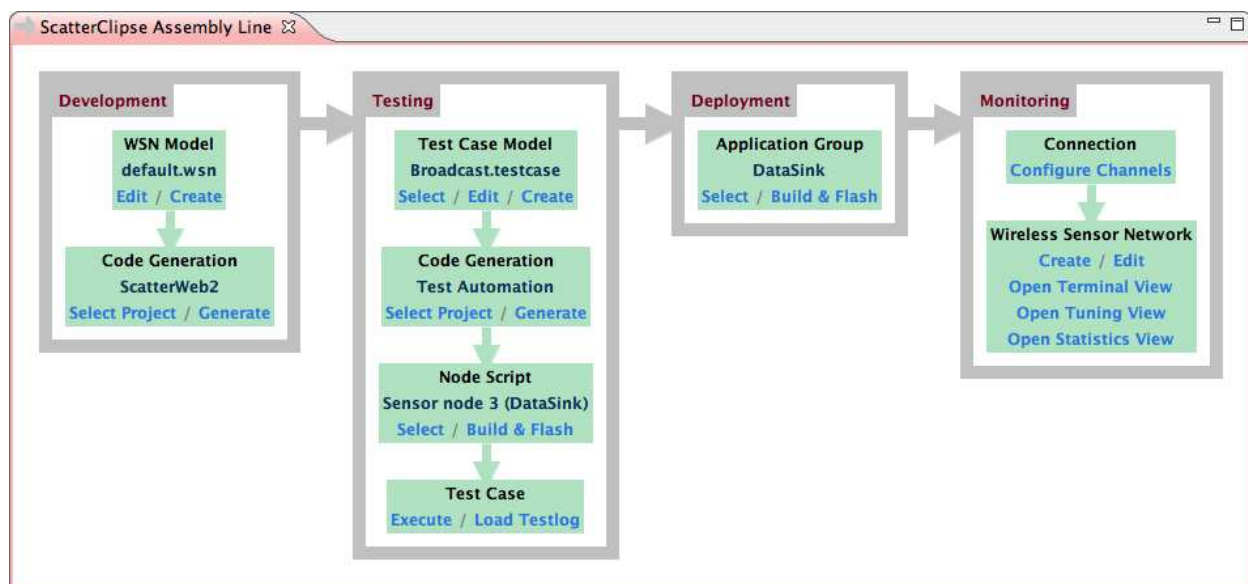 ScatterClipse Assembly Line
Development
WSN Model
default.wsn
Edit / Create
Code Generation
ScatterWeb2
Select Project / Generate
Testing
Test Case Model
Broadcast.testcase
Select / Edit / Create
Code Generation
Test Automation
Select Project / Generate
Node Script
Sensor node 3 (DataSink)
Select / Build & Flash
Test Case
Execute / Load Testlog
Deployment
Application Group
DataSink
Select / Build & Flash
Monitoring
Connection
Configure Channels
Wireless Sensor Network
Create / Edit
Open Terminal View
Open Tuning View
Open Statistics View